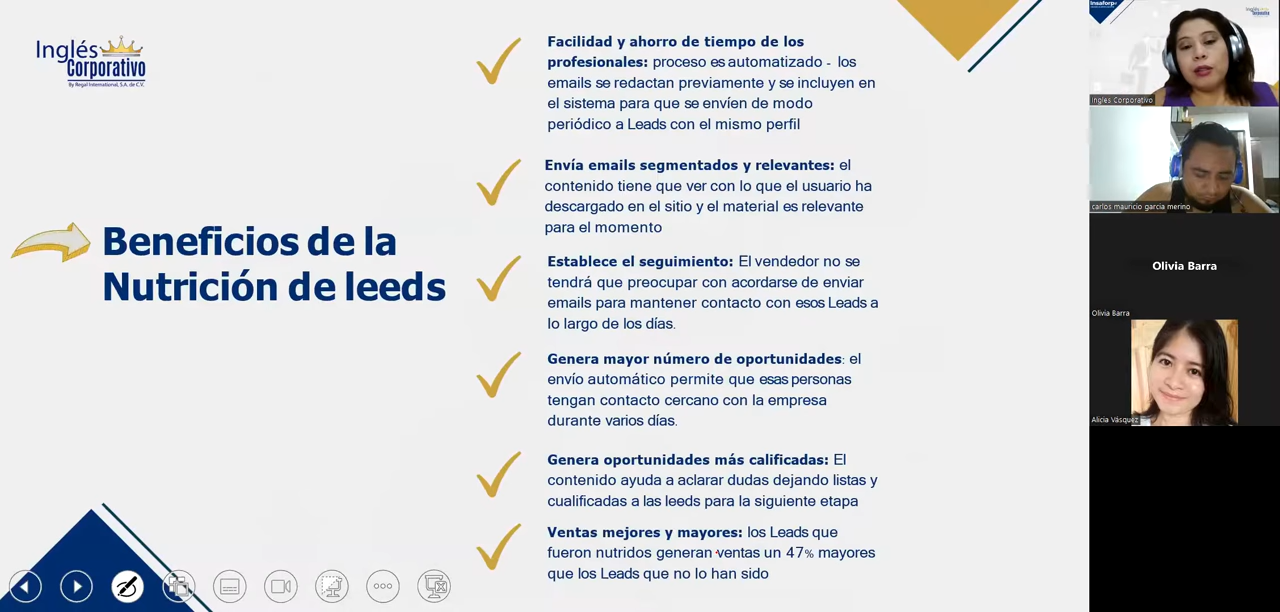 Inglés
Corporativo
By Regal International, S.A. de C.V.
Beneficios de la
Nutrición de leeds
Facilidad y ahorro de tiempo de los
profesionales: proceso es automatizado - los
emails se redactan previamente y se incluyen en
el sistema para que se envíen de modo
periódico a Leads con el mismo perfil
Envía emails segmentados y relevantes: el
contenido tiene que ver con lo que el usuario ha
descargado en el sitio y el material es relevante
para el momento
Establece el seguimiento: El vendedor no se
tendrá que preocupar con acordarse de enviar
emails para mantener contacto con esos Leads a
lo largo de los días.
Genera mayor número de oportunidades: el
envío automático permite que esas personas
tengan contacto cercano con la empresa
durante varios días.
Genera oportunidades más calificadas: El
contenido ayuda a aclarar dudas dejando listas y
cualificadas a las leeds para la siguiente etapa
Ventas mejores y mayores: los Leads que
fueron nutridos generan ventas un 47% mayores
que los Leads que no lo han sido
Insaforp
Ingles Corporativo
carlos mauricio garcia merino
Olivia Barra
Olivia Barra
Alicia Vásquez